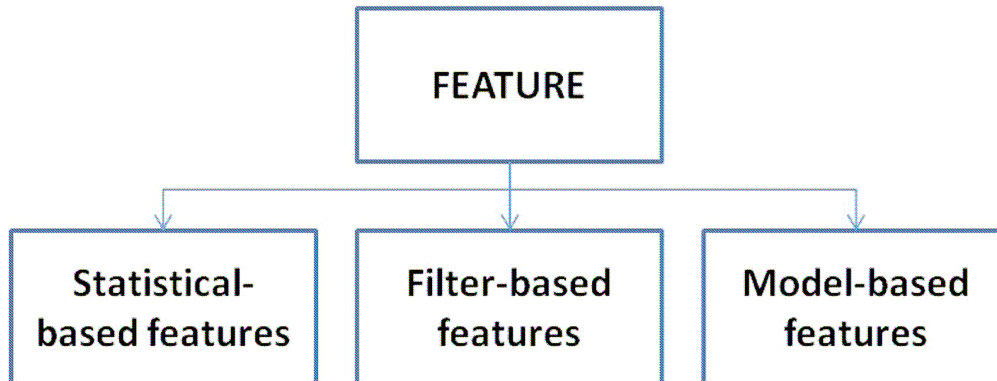 FEATURE
Statistical-
based features
Filter-based
features
Model-based
features